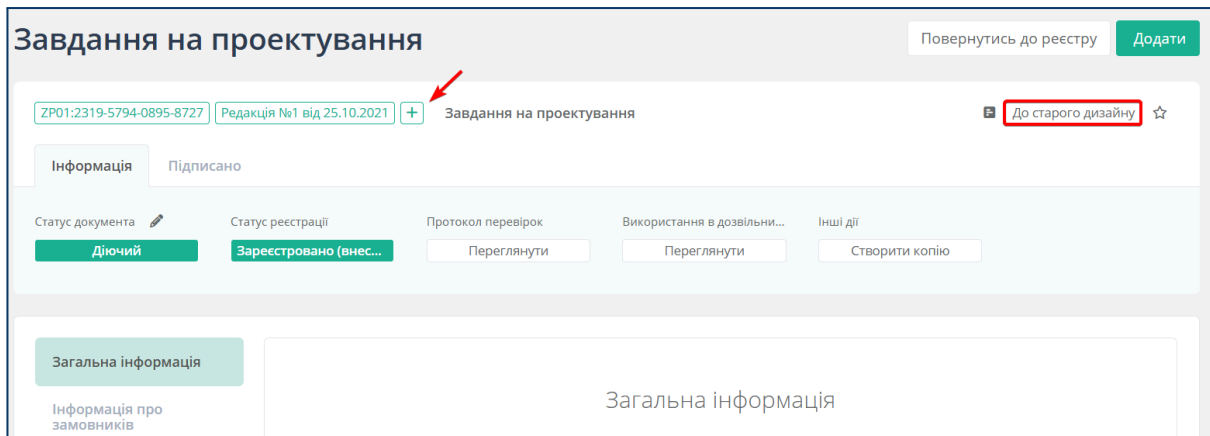 Завдання на проектування
Повернутись до реєстру
Додати
ZP01:2319-5794-0895-8727
Редакція №1 від 25.10.2021
+
Завдання на проектування
До старого дизайну
Інформація
Підписано
Статус документа
Статус реєстрації
Протокол перевірок
Використання в дозвільни...
Інші дії
Діючий
Зареєстровано (внес...
Переглянути
Переглянути
Створити копію
Загальна інформація
Інформація про
замовників
Загальна інформація